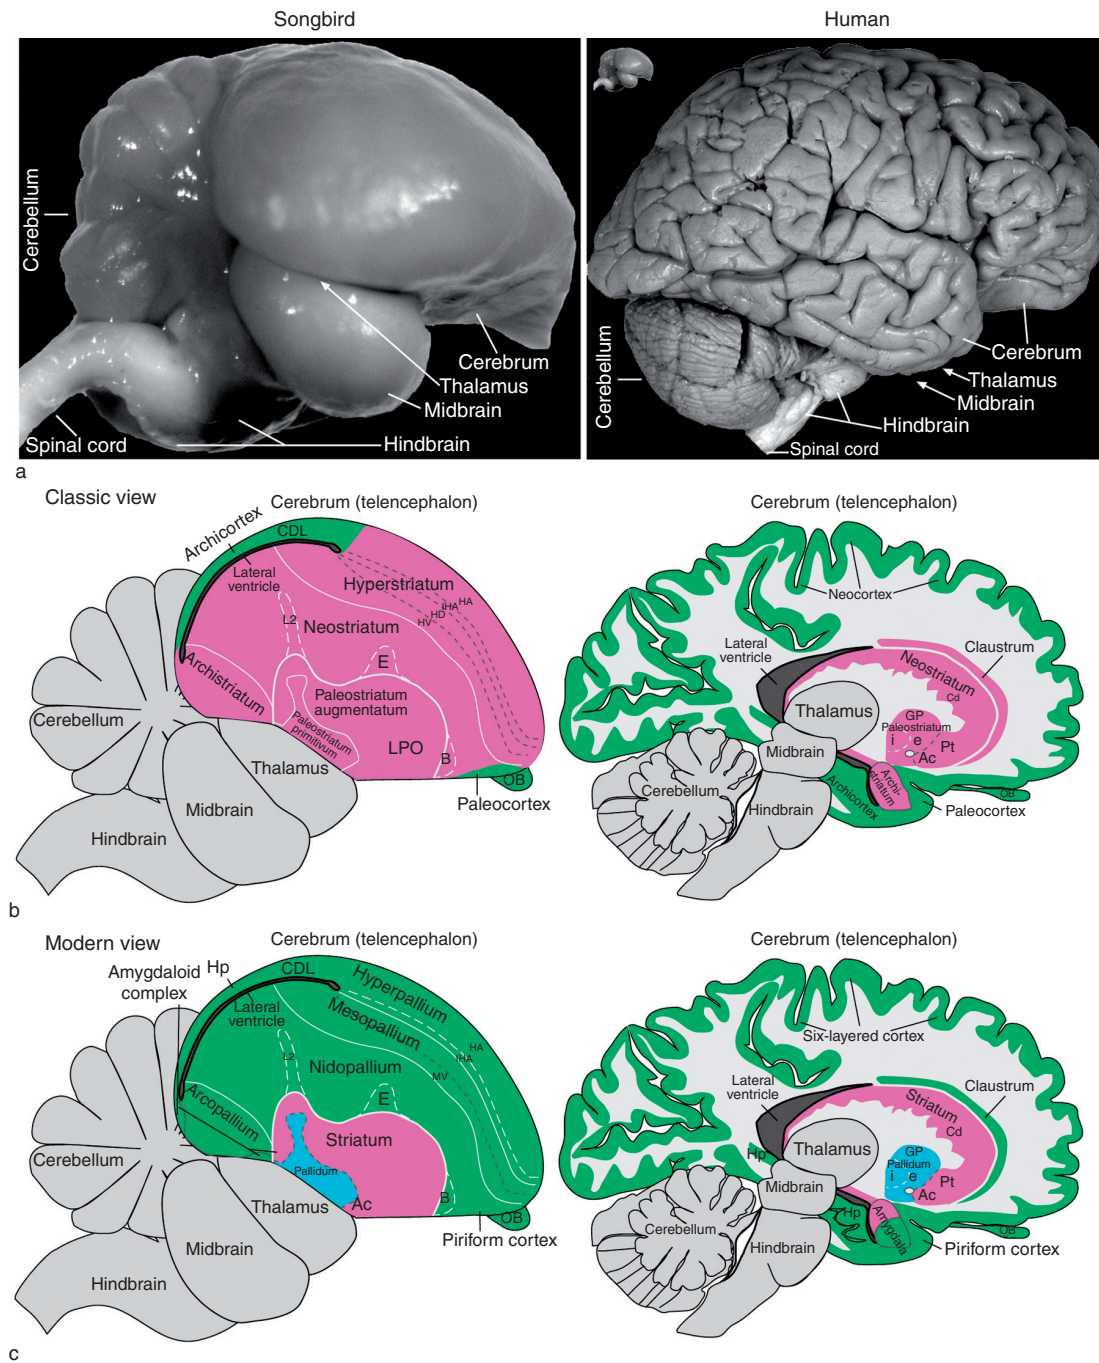 Songbird
Human
Cerebellum
Cerebrum
Thalamus
Midbrain
Hindbrain
Spinal cord
Cerebellum
Cerebrum
Thalamus
Midbrain
Hindbrain
Spinal cord
a
Classic view
Cerebrum (telencephalon)
Archicortex
CDL
Lateral
ventricle
Hyperstriatum
HA
IHA
HD
HV
L2
Neostriatum
E
Archistriatum
Paleostriatum
augmentatum
Paleostriatum
primitivum
LPO
B
OB
Paleocortex
Cerebellum
Thalamus
Midbrain
Hindbrain
Cerebrum (telencephalon)
Neocortex
Lateral
ventricle
Claustrum
Neostriatum
Cd
GP
Paleostriatum
i
e
Pt
Ac
Thalamus
Midbrain
Cerebellum
Hindbrain
Archicortex
Archi-
striatum
OB
Paleocortex
b
Modern view
Cerebrum (telencephalon)
Amygdaloid
complex
Hp
CDL
Lateral
ventricle
Hyperpallium
Mesopallium
HA
IHA
MV
L2
Nidopallium
E
Arcopallium
Striatum
Pallidum
Ac
B
OB
Piriform cortex
Cerebellum
Thalamus
Midbrain
Hindbrain
Cerebrum (telencephalon)
Six-layered cortex
Lateral
ventricle
Claustrum
Striatum
Cd
GP
Pallidum
i
e
Pt
Ac
Thalamus
Hp
Midbrain
Cerebellum
Hindbrain
Hp
Amygdala
OB
Piriform cortex
c